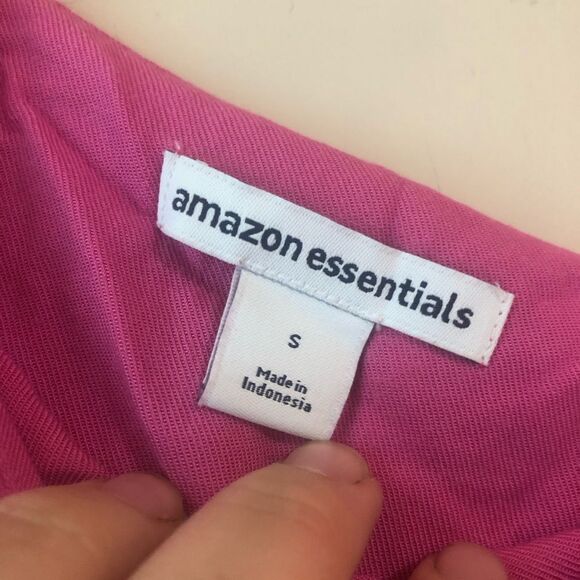 amazon essentials
S
Made in
Indonesia